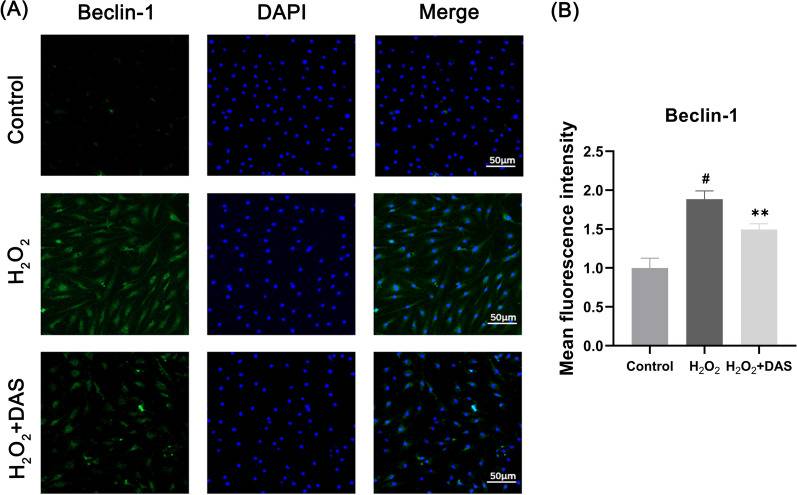 (A)
Beclin-1 DAPI Merge
Control
50μm
H₂O₂
50μm
H₂O₂+DAS
50μm
(B)
Beclin-1
Mean fluorescence intensity
2.5
2.0
1.5
1.0
0.5
0.0
#
**
Control H₂O₂ H₂O₂+DAS